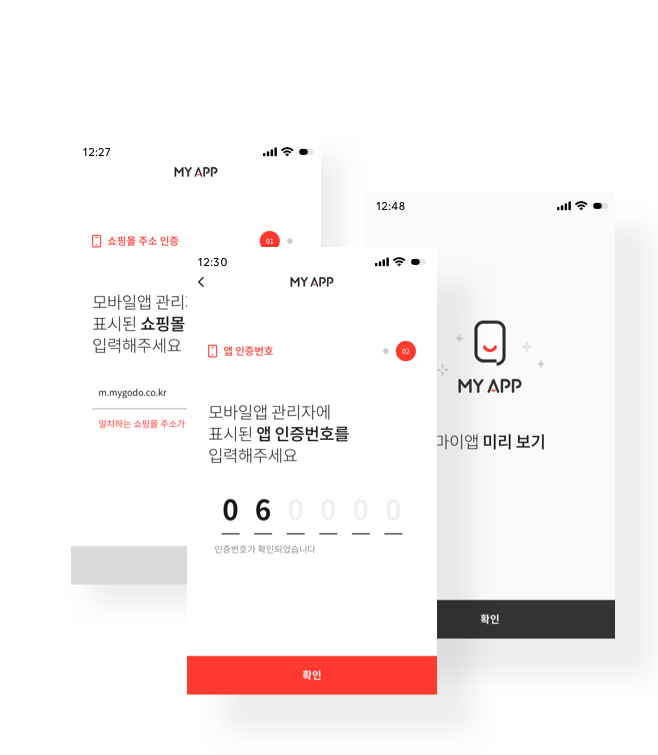 12:27
MY APP
쇼핑몰 주소 인증
01
모바일앱 관리
표시된 쇼핑몰
입력해주세요
m.mygodo.co.kr
일치하는 쇼핑몰 주소가
12:30
MY APP
앱 인증번호
02
모바일앱 관리자에
표시된 앱 인증번호를
입력해주세요
0 6 0 0 0 0
인증번호가 확인되었습니다
확인
12:48
MY APP
마이앱 미리 보기
확인